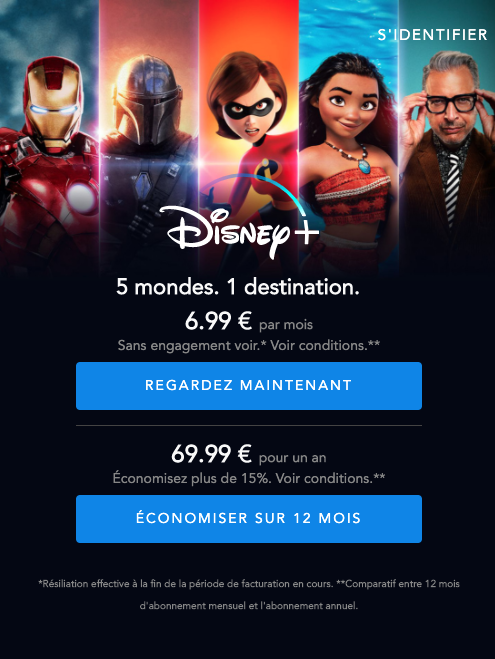 S'IDENTIFIER
Disney+
5 mondes. 1 destination.
6.99 € par mois
Sans engagement voir.* Voir conditions.**
REGARDEZ MAINTENANT
69.99 € pour un an
Économisez plus de 15%. Voir conditions.**
ÉCONOMISER SUR 12 MOIS
*Résiliation effective à la fin de la période de facturation en cours. **Comparatif entre 12 mois
d'abonnement mensuel et l'abonnement annuel.